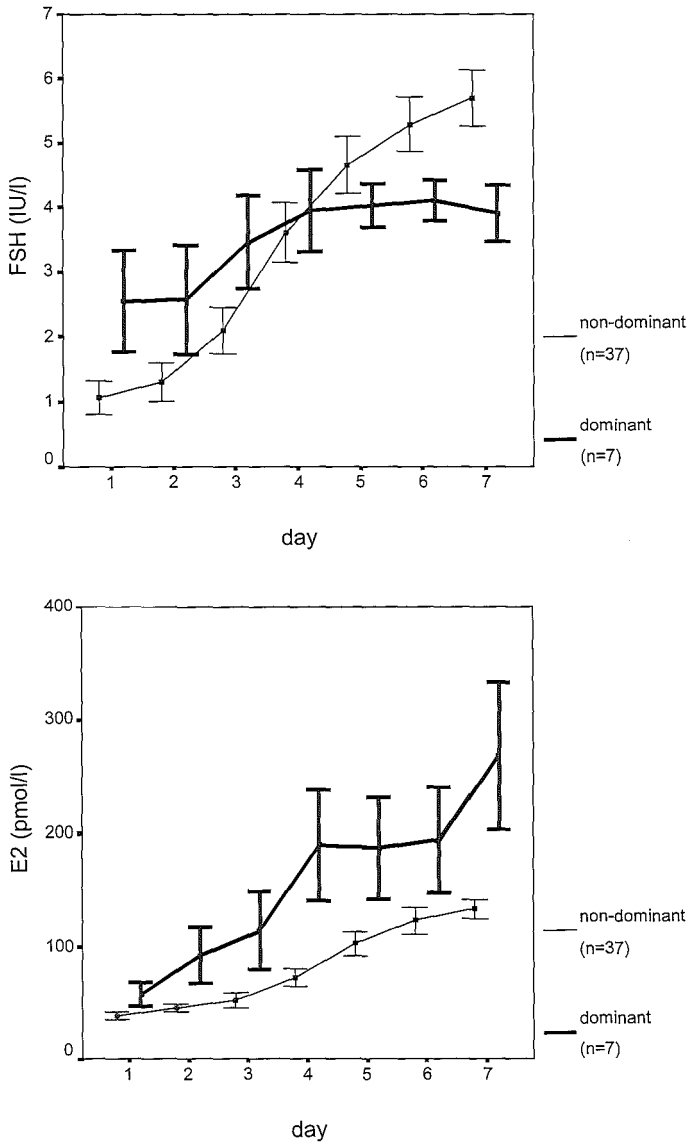 7
6
5
4
3
2
1
0
FSH (IU/l)
1 2 3 4 5 6 7
day
non-dominant
(n=37)
dominant
(n=7)
400
300
200
100
0
E2 (pmol/l)
1 2 3 4 5 6 7
day
non-dominant
(n=37)
dominant
(n=7)